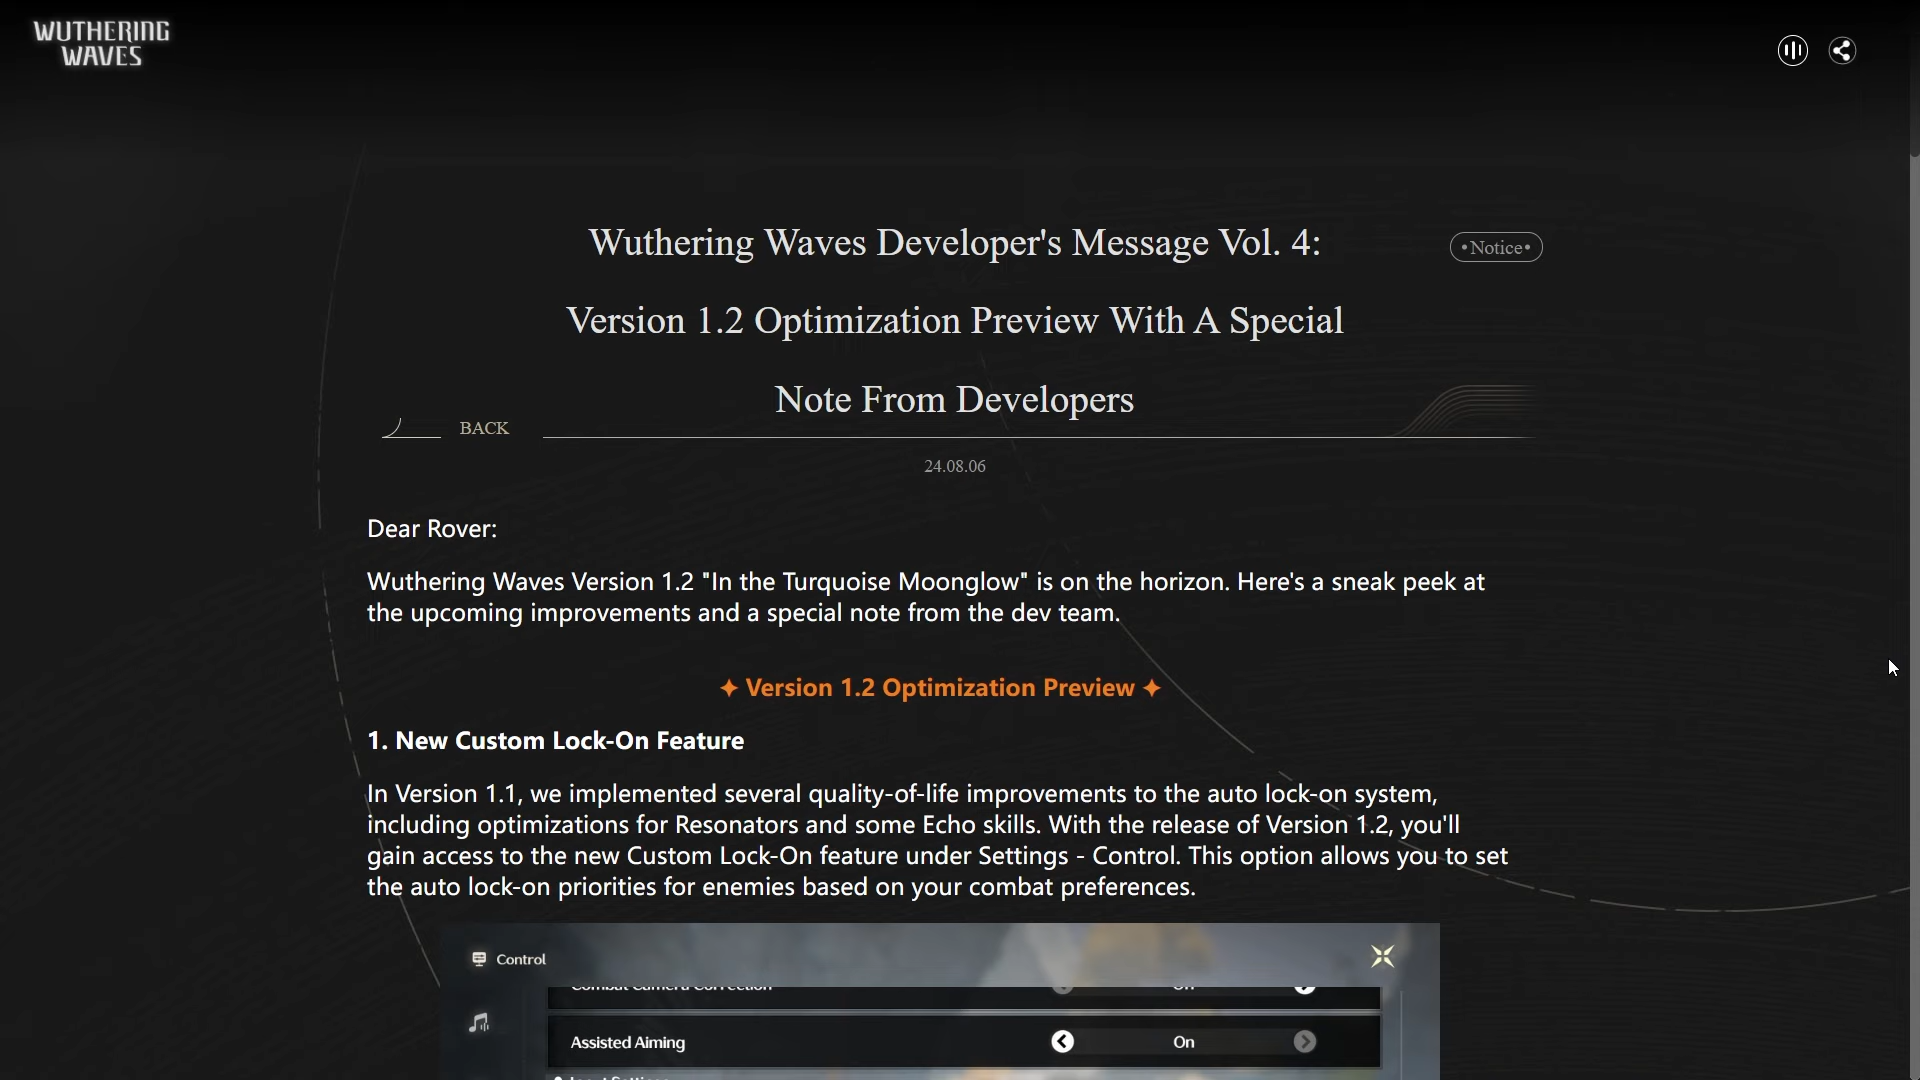 WUTHERING
WAVES
Wuthering Waves Developer's Message Vol. 4:
•Notice•
Version 1.2 Optimization Preview With A Special
Note From Developers
BACK
24.08.06
Dear Rover:
Wuthering Waves Version 1.2 "In the Turquoise Moonglow" is on the horizon. Here's a sneak peek at
the upcoming improvements and a special note from the dev team.
✦ Version 1.2 Optimization Preview ✦
1. New Custom Lock-On Feature
In Version 1.1, we implemented several quality-of-life improvements to the auto lock-on system,
including optimizations for Resonators and some Echo skills. With the release of Version 1.2, you'll
gain access to the new Custom Lock-On feature under Settings - Control. This option allows you to set
the auto lock-on priorities for enemies based on your combat preferences.
Control
Combat Camera Correction
Assisted Aiming On